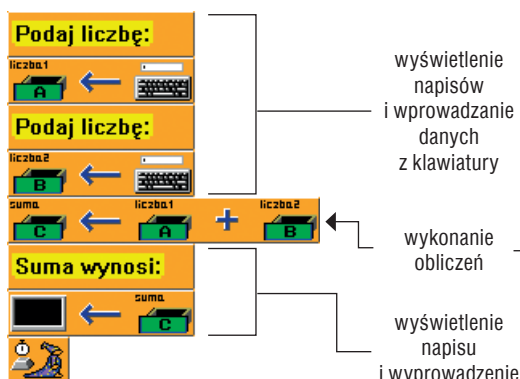 Podaj liczbę:
liczba1
A
Podaj liczbę:
liczba2
B
suma liczba1 liczba2
C A + B
Suma wynosi:
suma
C
wyświetlenie
napisów
i wprowadzanie
danych
z klawiatury
wykonanie
obliczeń
wyświetlenie
napisu
i wyprowadzenie